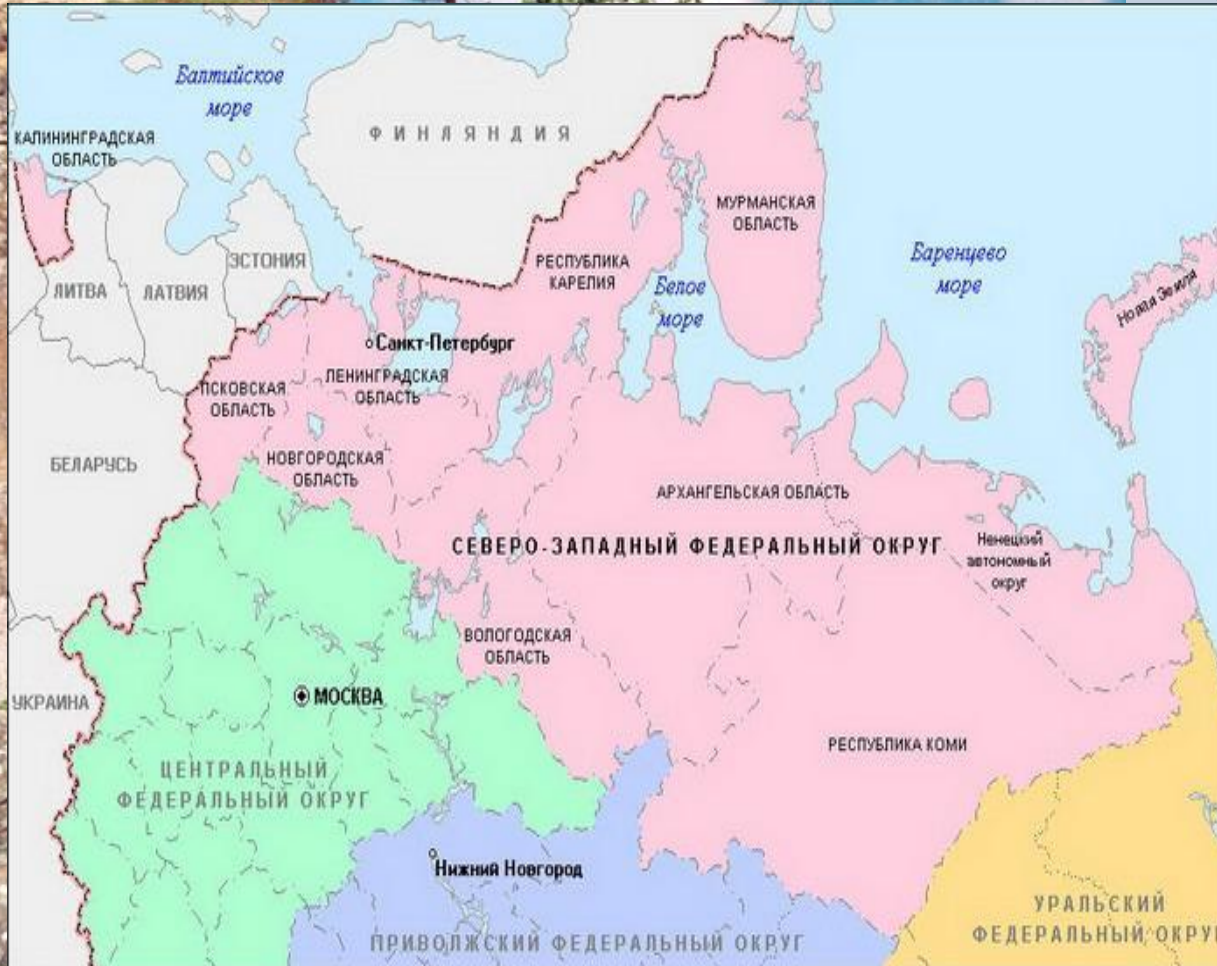 Балтийское
море
КАЛИНИНГРАДСКАЯ
ОБЛАСТЬ
ФИНЛЯНДИЯ
МУРМАНСКАЯ
ОБЛАСТЬ
ЭСТОНИЯ
ЛИТВА
ЛАТВИЯ
РЕСПУБЛИКА
КАРЕЛИЯ
Белое
море
Баренцево
море
Новая Земля
Санкт-Петербург
ПСКОВСКАЯ
ОБЛАСТЬ
ЛЕНИНГРАДСКАЯ
ОБЛАСТЬ
БЕЛАРУСЬ
НОВГОРОДСКАЯ
ОБЛАСТЬ
АРХАНГЕЛЬСКАЯ ОБЛАСТЬ
СЕВЕРО-ЗАПАДНЫЙ ФЕДЕРАЛЬНЫЙ ОКРУГ
Ненецкий
автономный
округ
ВОЛОГОДСКАЯ
ОБЛАСТЬ
УКРАИНА
МОСКВА
РЕСПУБЛИКА КОМИ
ЦЕНТРАЛЬНЫЙ
ФЕДЕРАЛЬНЫЙ ОКРУГ
Нижний Новгород
ПРИВОЛЖСКИЙ ФЕДЕРАЛЬНЫЙ ОКРУГ
УРАЛЬСКИЙ
ФЕДЕРАЛЬНЫЙ ОКРУГ